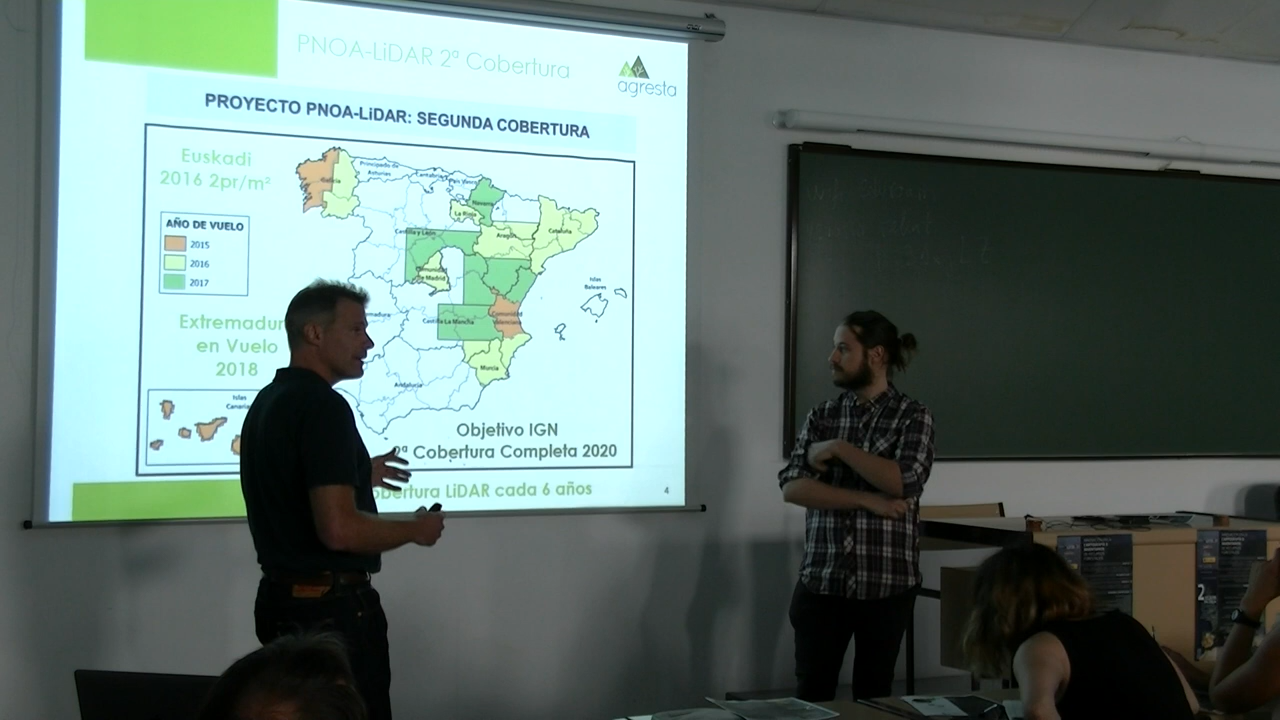 PNOA-LiDAR 2ª Cobertura
agresta
PROYECTO PNOA-LiDAR: SEGUNDA COBERTURA
Euskadi
2016 2pr/m²
AÑO DE VUELO
2015
2016
2017
Extremadur
en Vuelo
2018
Galicia
Principado de
Asturias
Cantabria
País Vasco
Navarra
La Rioja
Castilla y León
Aragón
Cataluña
Comunidad
de Madrid
Islas
Baleares
Castilla La Mancha
Comunidad
Valenciana
Murcia
Andalucía
Islas
Canarias
Objetivo IGN
2ª Cobertura Completa 2020
obertura LiDAR cada 6 años
4
2